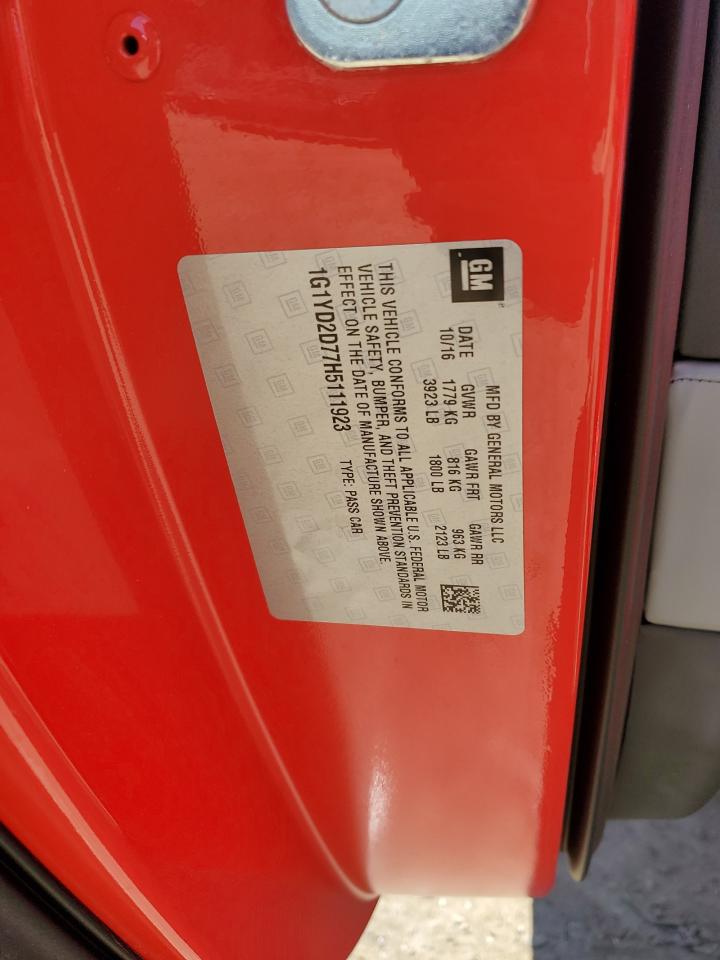 GM
MFD BY GENERAL MOTORS LLC
DATE GVWR GAWR FRT GAWR RR
10/16 1779 KG 816 KG 963 KG
3923 LB 1800 LB 2123 LB
THIS VEHICLE CONFORMS TO ALL APPLICABLE U.S. FEDERAL MOTOR
VEHICLE SAFETY, BUMPER, AND THEFT PREVENTION STANDARDS IN
EFFECT ON THE DATE OF MANUFACTURE SHOWN ABOVE.
1G1YD2D77H5111923 TYPE: PASS CAR